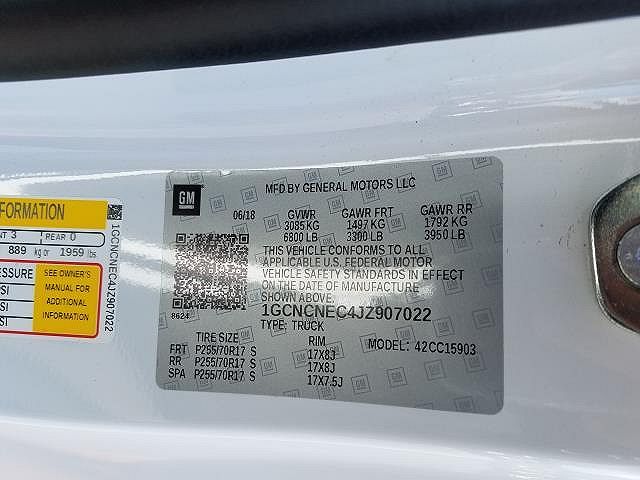 FORMATION
NT 3 REAR 0
889 kg or 1959 lbs
ESSURE
SI
SI
SI
SEE OWNER'S
MANUAL FOR
ADDITIONAL
INFORMATION
1GCNCNEC4JZ907022
GM
MFD BY GENERAL MOTORS LLC
06/18 GVWR GAWR FRT GAWR RR
3085 KG 1497 KG 1792 KG
6800 LB 3300 LB 3950 LB
THIS VEHICLE CONFORMS TO ALL
APPLICABLE U.S. FEDERAL MOTOR
VEHICLE SAFETY STANDARDS IN EFFECT
ON THE DATE OF MANUFACTURE
SHOWN ABOVE.
8624
1GCNCNEC4JZ907022
TYPE: TRUCK
TIRE SIZE RIM MODEL: 42CC15903
FRT P255/70R17 S 17X8J
RR P255/70R17 S 17X8J
SPA P255/70R17 S 17X7.5J